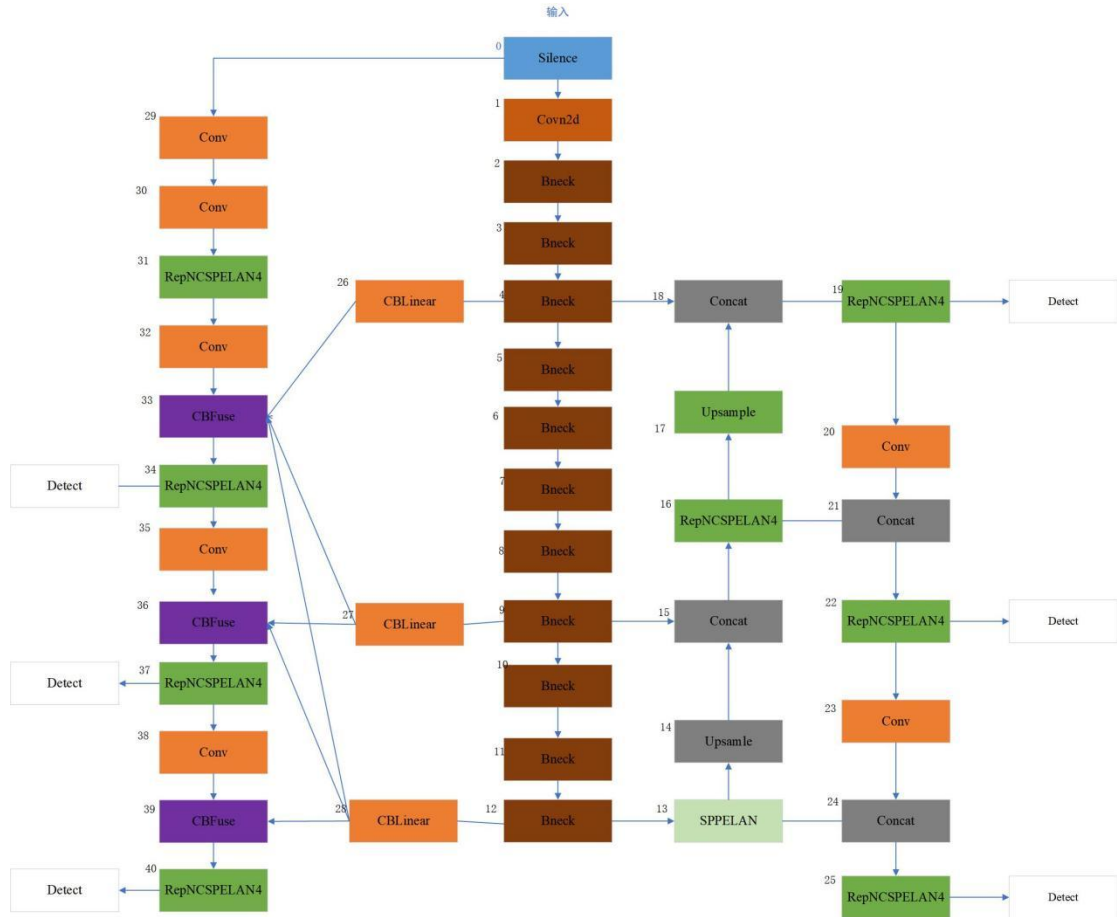 输入
0
Silence
1
Covn2d
29
Conv
2
Bneck
30
Conv
3
Bneck
31
RepNCSPELAN4
26
CBLinear
4
Bneck
18
Concat
19
RepNCSPELAN4
Detect
32
Conv
5
Bneck
33
CBFuse
6
Bneck
17
Upsample
20
Conv
Detect
34
RepNCSPELAN4
7
Bneck
16
RepNCSPELAN4
21
Concat
35
Conv
8
Bneck
36
CBFuse
27
CBLinear
9
Bneck
15
Concat
22
RepNCSPELAN4
Detect
Detect
37
RepNCSPELAN4
10
Bneck
38
Conv
11
Bneck
14
Upsamle
23
Conv
39
CBFuse
28
CBLinear
12
Bneck
13
SPPELAN
24
Concat
Detect
40
RepNCSPELAN4
25
RepNCSPELAN4
Detect